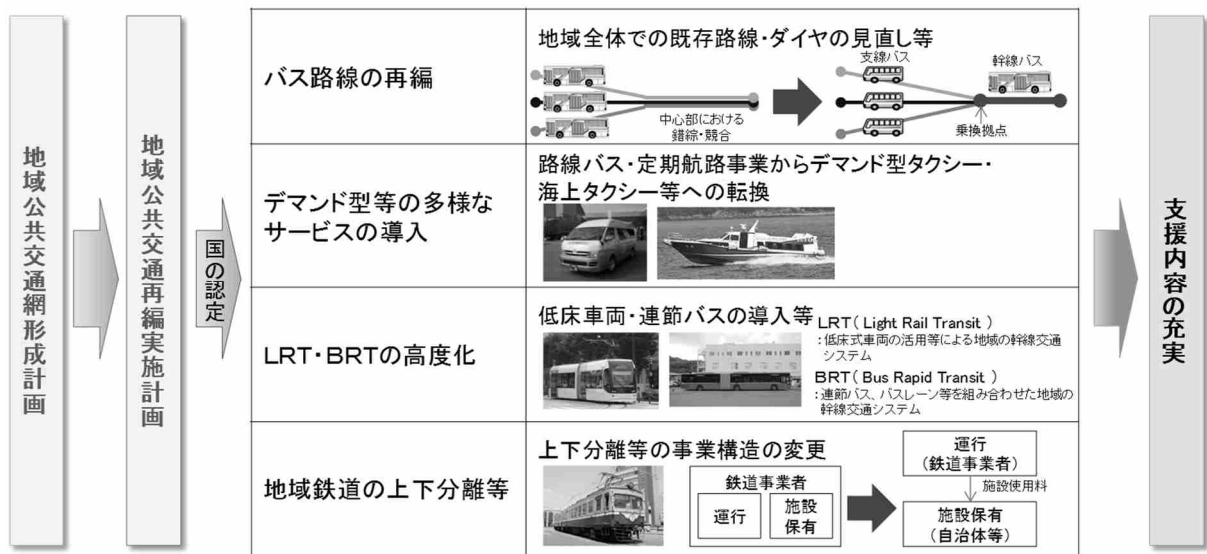 地域公共交通網形成計画
地域公共交通再編実施計画
国の認定
バス路線の再編
地域全体での既存路線・ダイヤの見直し等
中心部における
錯綜・競合
支線バス
幹線バス
乗換拠点
デマンド型等の多様な
サービスの導入
路線バス・定期航路事業からデマンド型タクシー・
海上タクシー等への転換
LRT・BRTの高度化
低床車両・連節バスの導入等
LRT( Light Rail Transit )
:低床式車両の活用等による地域の幹線交通
システム
BRT( Bus Rapid Transit )
:連節バス、バスレーン等を組み合わせた地域の
幹線交通システム
地域鉄道の上下分離等
上下分離等の事業構造の変更
鉄道事業者
運行
施設
保有
運行
(鉄道事業者)
施設使用料
施設保有
(自治体等)
支援内容の充実